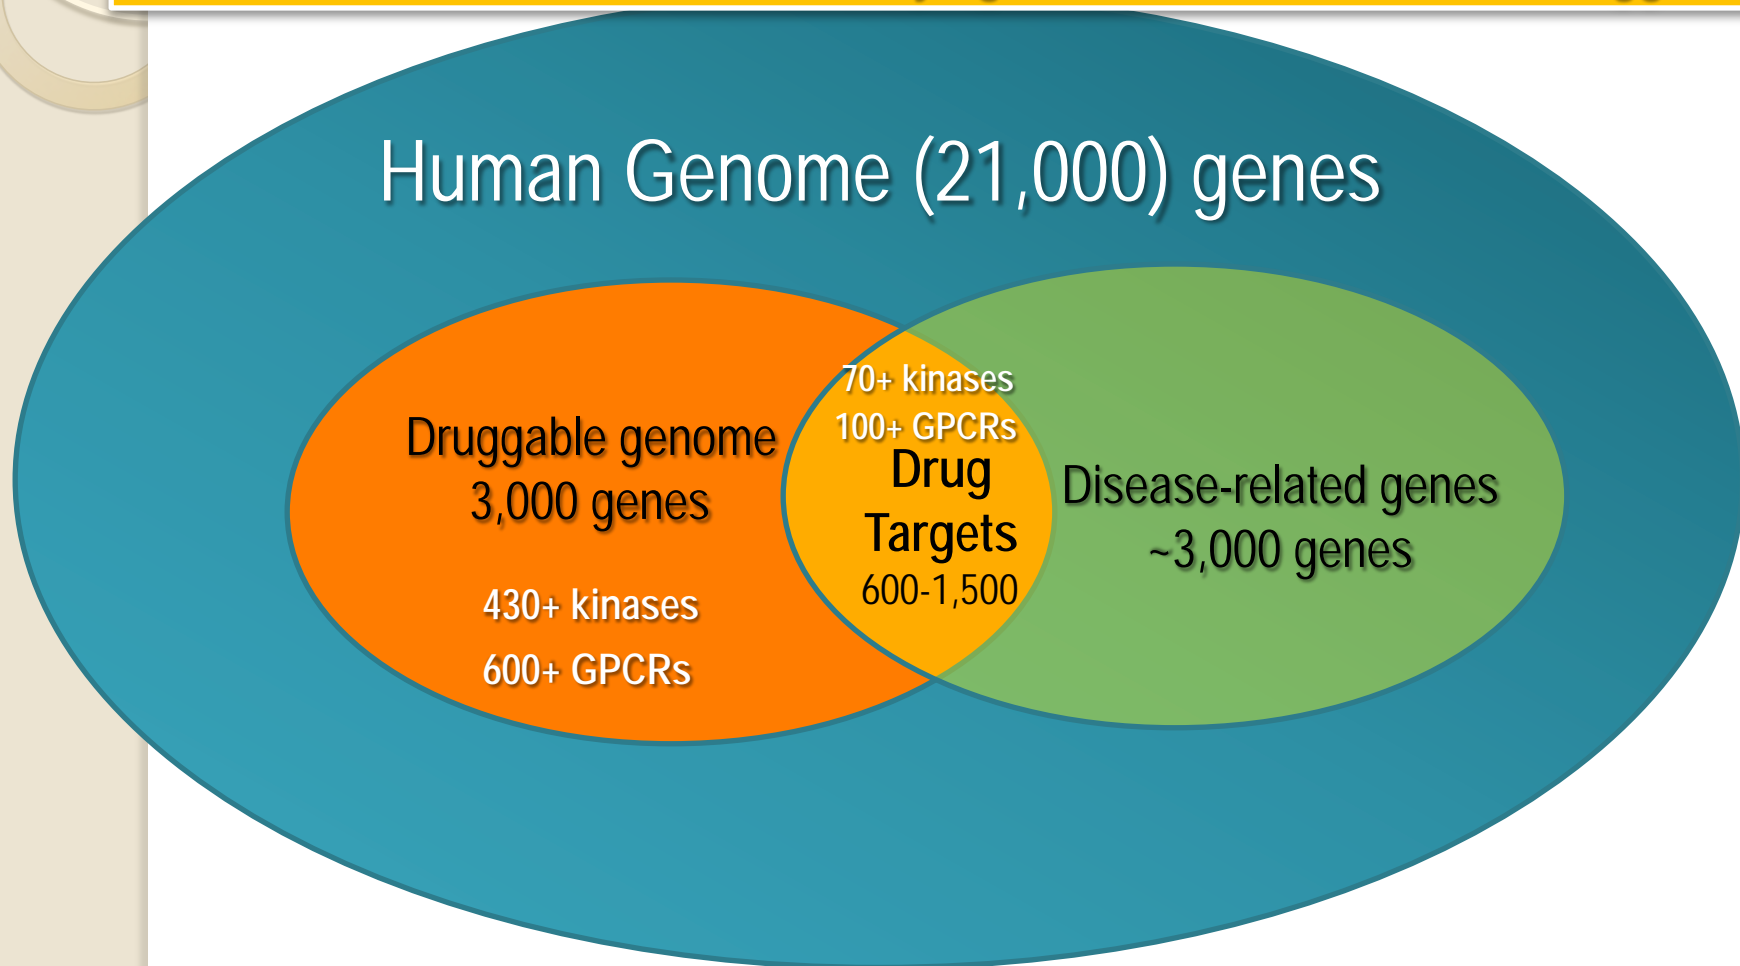 Human Genome (21,000) genes
70+ kinases
100+ GPCRs
Drug
Targets
600-1,500
Druggable genome
3,000 genes
430+ kinases
600+ GPCRs
Disease-related genes
~3,000 genes